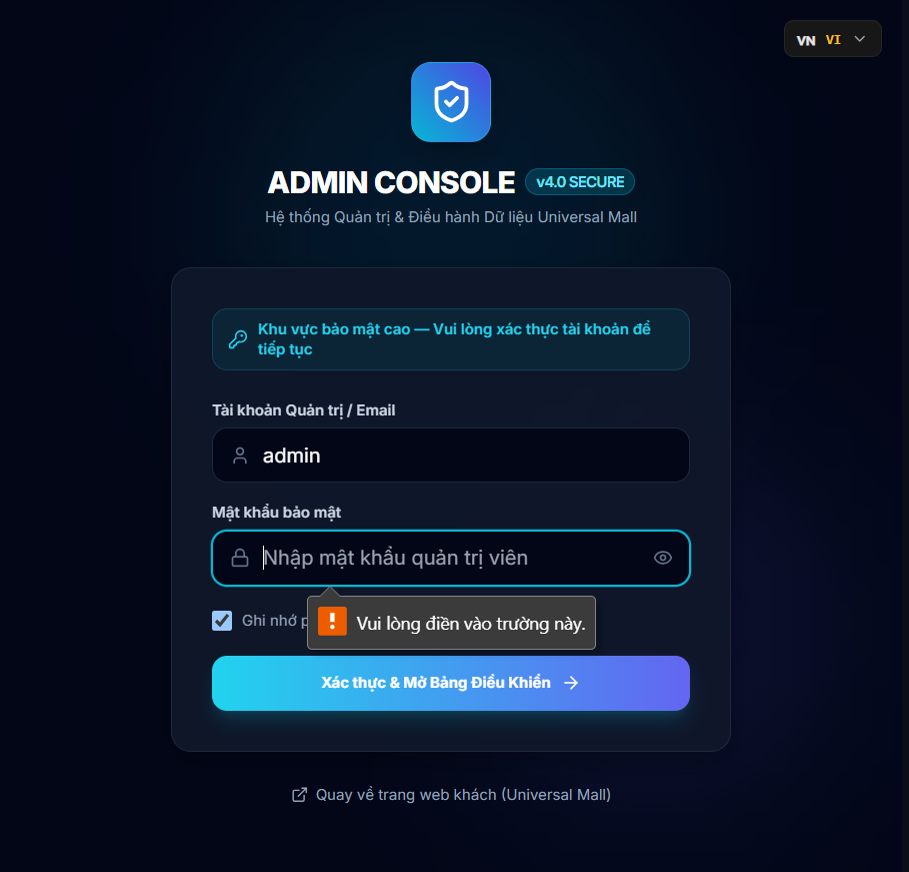 VN VI
ADMIN CONSOLE v4.0 SECURE
Hệ thống Quản trị & Điều hành Dữ liệu Universal Mall
Khu vực bảo mật cao — Vui lòng xác thực tài khoản để
tiếp tục
Tài khoản Quản trị / Email
admin
Mật khẩu bảo mật
Nhập mật khẩu quản trị viên
Ghi nhớ
Vui lòng điền vào trường này.
Xác thực & Mở Bảng Điều Khiển
Quay về trang web khách (Universal Mall)